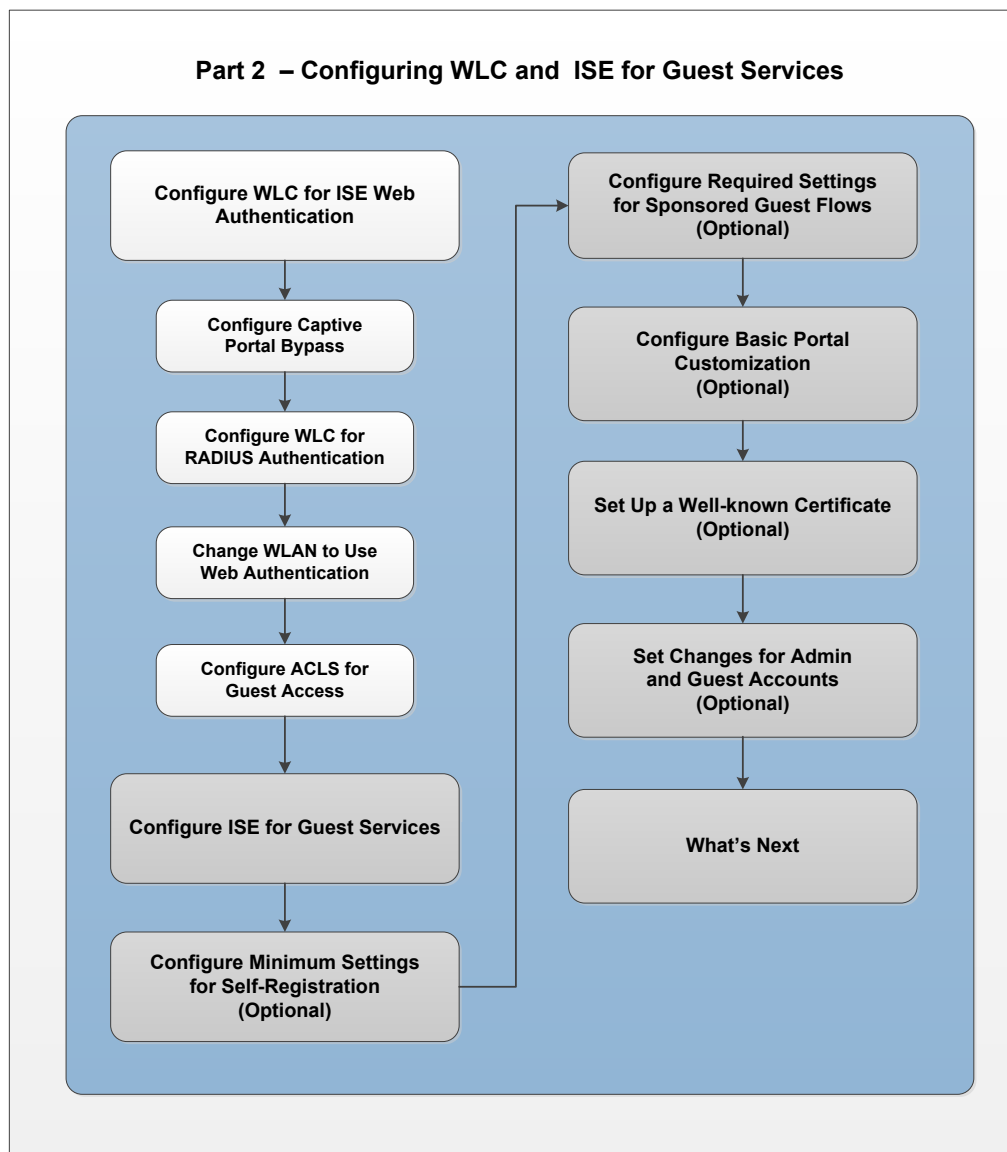 Part 2 – Configuring WLC and ISE for Guest Services
Configure WLC for ISE Web
Authentication
Configure Captive
Portal Bypass
Configure WLC for
RADIUS Authentication
Change WLAN to Use
Web Authentication
Configure ACLS for
Guest Access
Configure ISE for Guest Services
Configure Minimum Settings
for Self-Registration
(Optional)
Configure Required Settings
for Sponsored Guest Flows
(Optional)
Configure Basic Portal
Customization
(Optional)
Set Up a Well-known Certificate
(Optional)
Set Changes for Admin
and Guest Accounts
(Optional)
What's Next